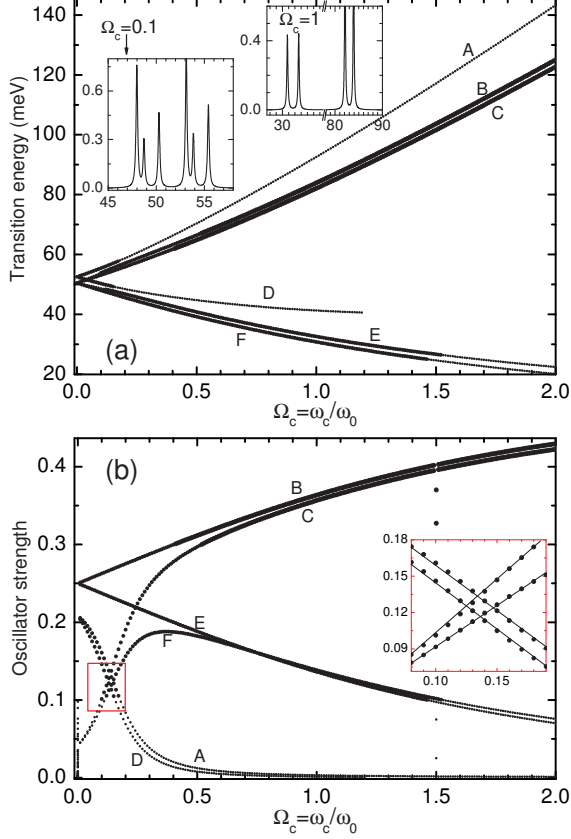 140
120
100
80
60
40
20
Transition energy (meV)
Ω_c=0.1
0.6
0.3
0.0
45 50 55
Ω_c=1
0.4
0.0
30 80 90
A
B
C
D
E
F
(a)
0.0 0.5 1.0 1.5 2.0
Ω_c=ω_c/ω_0
(b)
0.4
0.3
0.2
0.1
0.0
Oscillator strength
B
C
E
F
D
A
0.18
0.15
0.12
0.09
0.10 0.15
0.0 0.5 1.0 1.5 2.0
Ω_c=ω_c/ω_0